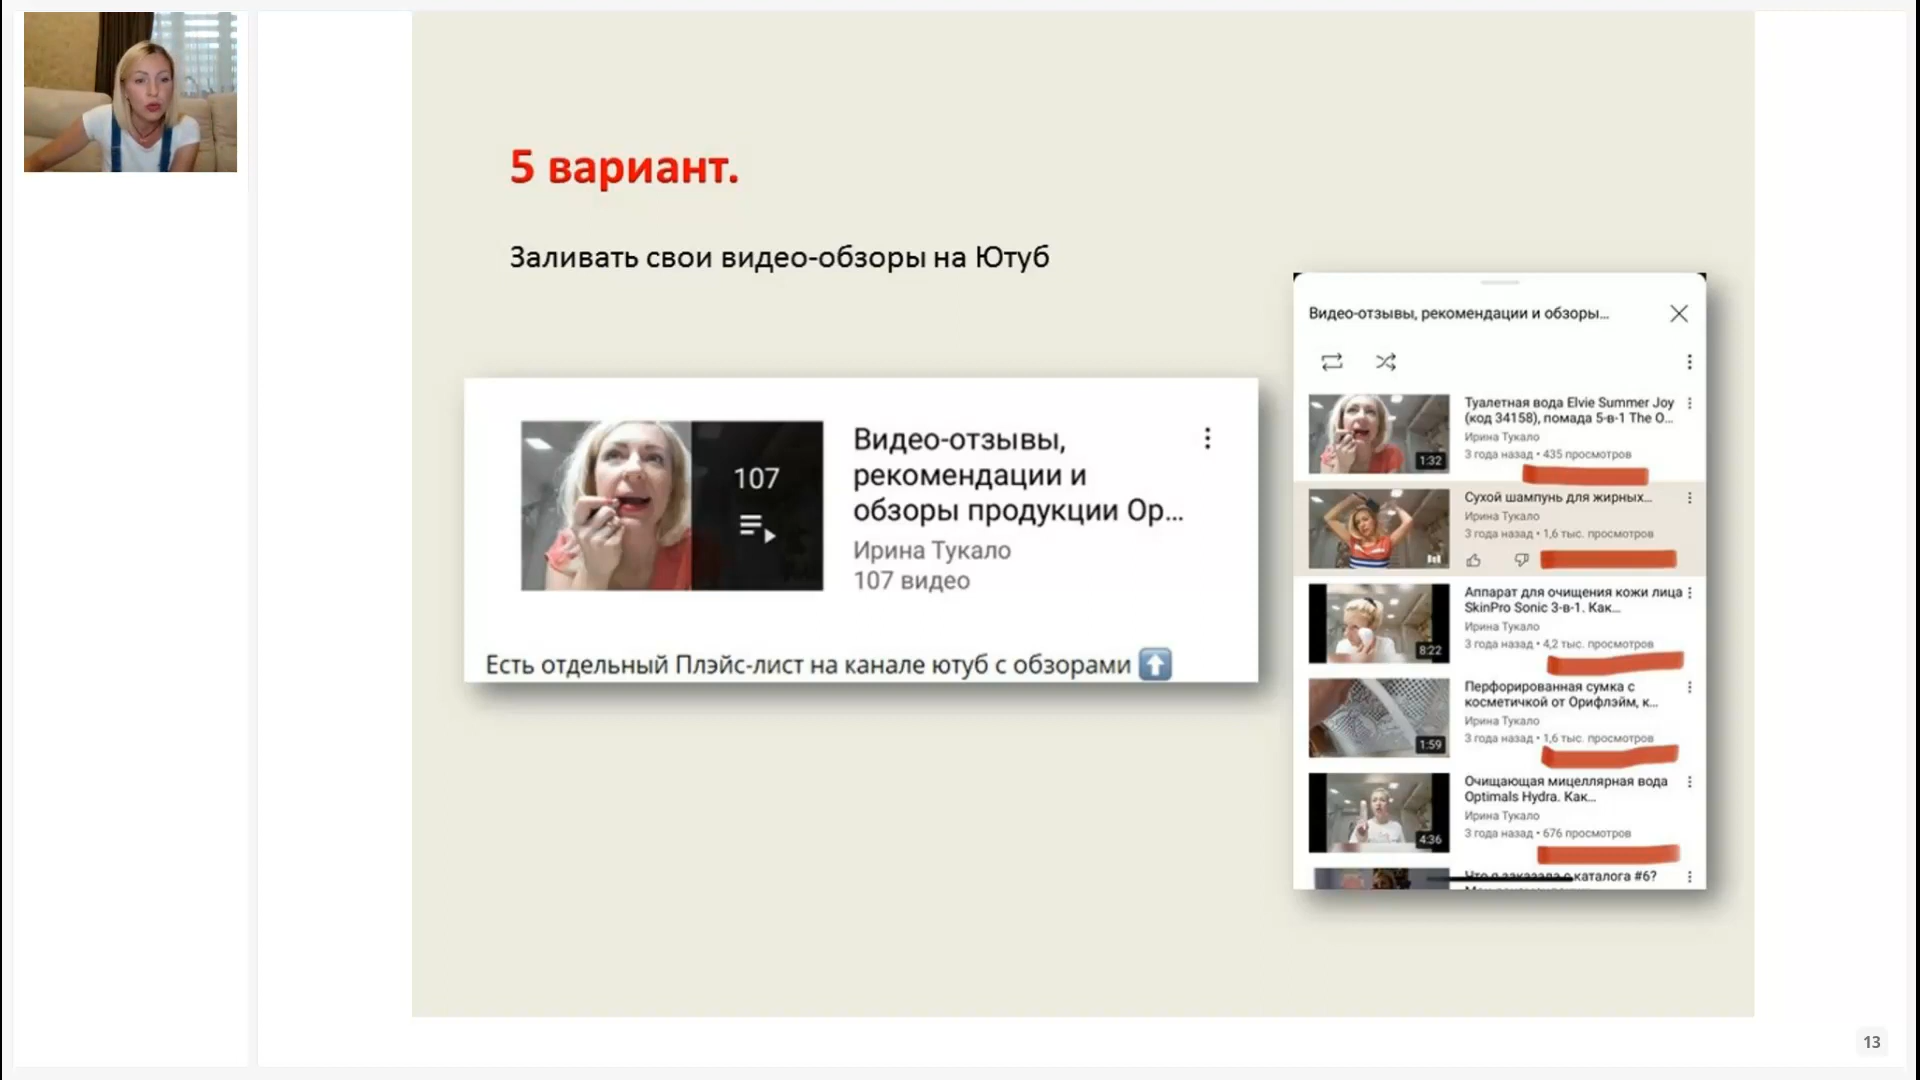 5 вариант.
Заливать свои видео-обзоры на Ютуб
107
Видео-отзывы,
рекомендации и
обзоры продукции Ор...
Ирина Тукало
107 видео
Есть отдельный Плэйс-лист на канале ютуб с обзорами
Видео-отзывы, рекомендации и обзоры...
Туалетная вода Elvie Summer Joy
(код 34158), помада 5-в-1 The O...
Ирина Тукало
3 года назад • 435 просмотров
1:32
Сухой шампунь для жирных...
Ирина Тукало
3 года назад • 1,6 тыс. просмотров
Аппарат для очищения кожи лица
SkinPro Sonic 3-в-1. Как...
Ирина Тукало
3 года назад • 4,2 тыс. просмотров
8:22
Перфорированная сумка с
косметичкой от Орифлэйм, к...
Ирина Тукало
3 года назад • 1,6 тыс. просмотров
1:59
Очищающая мицеллярная вода
Optimals Hydra. Как...
Ирина Тукало
3 года назад • 676 просмотров
4:36
Что я заказала с каталога #6?
13